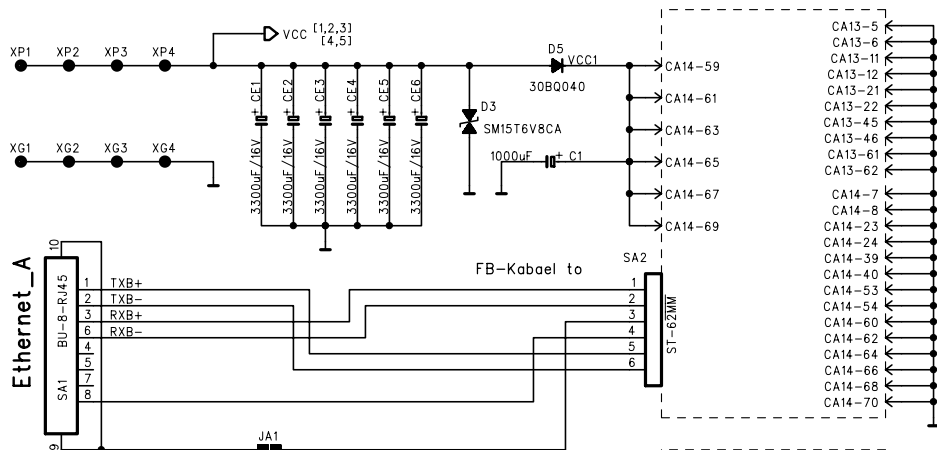 VCC [1,2,3]
[4,5]
XP1 XP2 XP3 XP4
D5
VCC1
30BQ040
+ CE1
+ CE2
+ CE3
+ CE4
+ CE5
+ CE6
3300uF/16V
3300uF/16V
3300uF/16V
3300uF/16V
3300uF/16V
3300uF/16V
D3
SM15T6V8CA
1000uF + C1
XG1 XG2 XG3 XG4
CA14-59
CA14-61
CA14-63
CA14-65
CA14-67
CA14-69
CA13-5
CA13-6
CA13-11
CA13-12
CA13-21
CA13-22
CA13-45
CA13-46
CA13-61
CA13-62
CA14-7
CA14-8
CA14-23
CA14-24
CA14-39
CA14-40
CA14-53
CA14-54
CA14-60
CA14-62
CA14-64
CA14-66
CA14-68
CA14-70
Ethernet_A
10
BU-8-RJ45
SA1
9
1 TXB+
2 TXB-
3 RXB+
6 RXB-
4
5
7
8
JA1
FB-Kabael to
SA2
1
2
3
4
5
6
ST-62MM